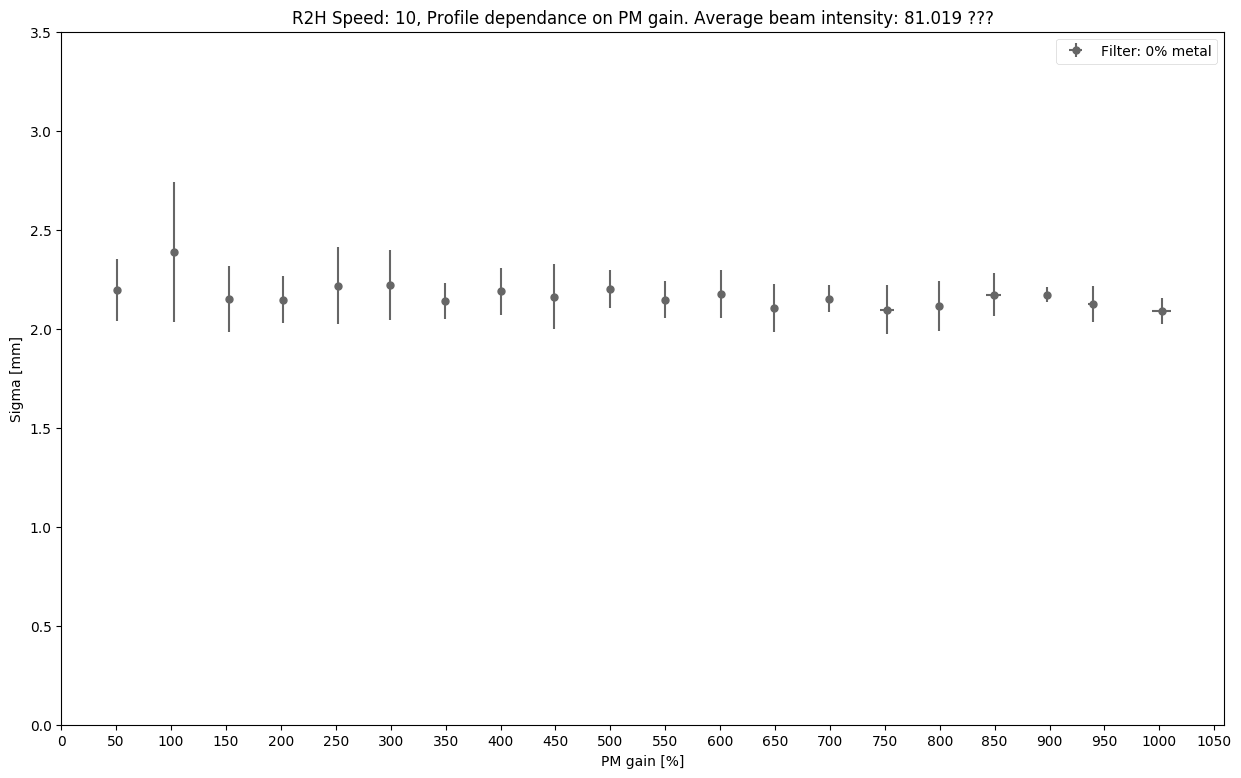 R2H Speed: 10, Profile dependance on PM gain. Average beam intensity: 81.019 ???
Filter: 0% metal
3.5
3.0
2.5
2.0
1.5
1.0
0.5
0.0
Sigma [mm]
0 50 100 150 200 250 300 350 400 450 500 550 600 650 700 750 800 850 900 950 1000 1050
PM gain [%]